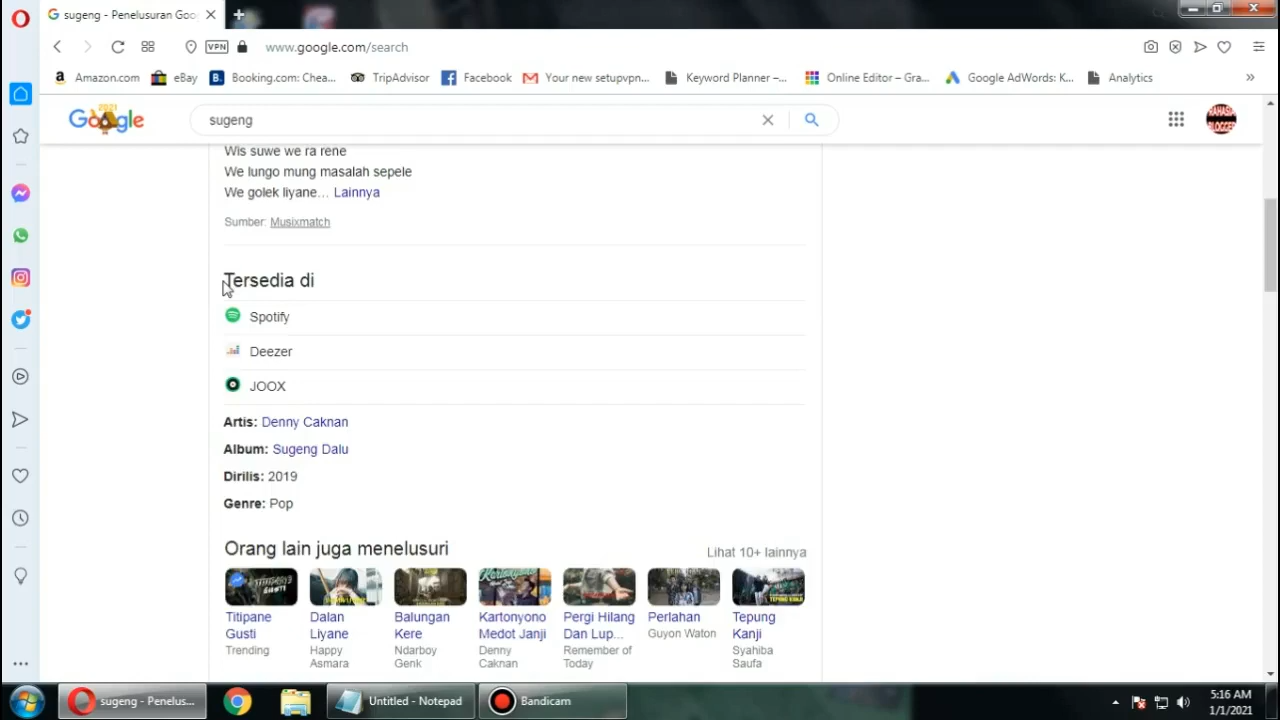 sugeng - Penelusuran Goo
VPN
www.google.com/search
Amazon.com
eBay
Booking.com: Chea...
TripAdvisor
Facebook
Your new setupvpn...
Keyword Planner –...
Online Editor – Gra...
Google AdWords: K...
Analytics
2021
Google
sugeng
RAHASIA
BLOGGER
Wis suwe we ra rene
We lungo mung masalah sepele
We golek liyane... Lainnya
Sumber: Musixmatch
Tersedia di
Spotify
Deezer
JOOX
Artis: Denny Caknan
Album: Sugeng Dalu
Dirilis: 2019
Genre: Pop
Orang lain juga menelusuri
Lihat 10+ lainnya
Titipane Gusti
Trending
Dalan Liyane
Happy Asmara
Balungan Kere
Ndarboy Genk
Kartonyono Medot Janji
Denny Caknan
Pergi Hilang Dan Lup...
Remember of Today
Perlahan
Guyon Waton
Tepung Kanji
Syahiba Saufa
sugeng - Penelus...
Untitled - Notepad
Bandicam
5:16 AM
1/1/2021